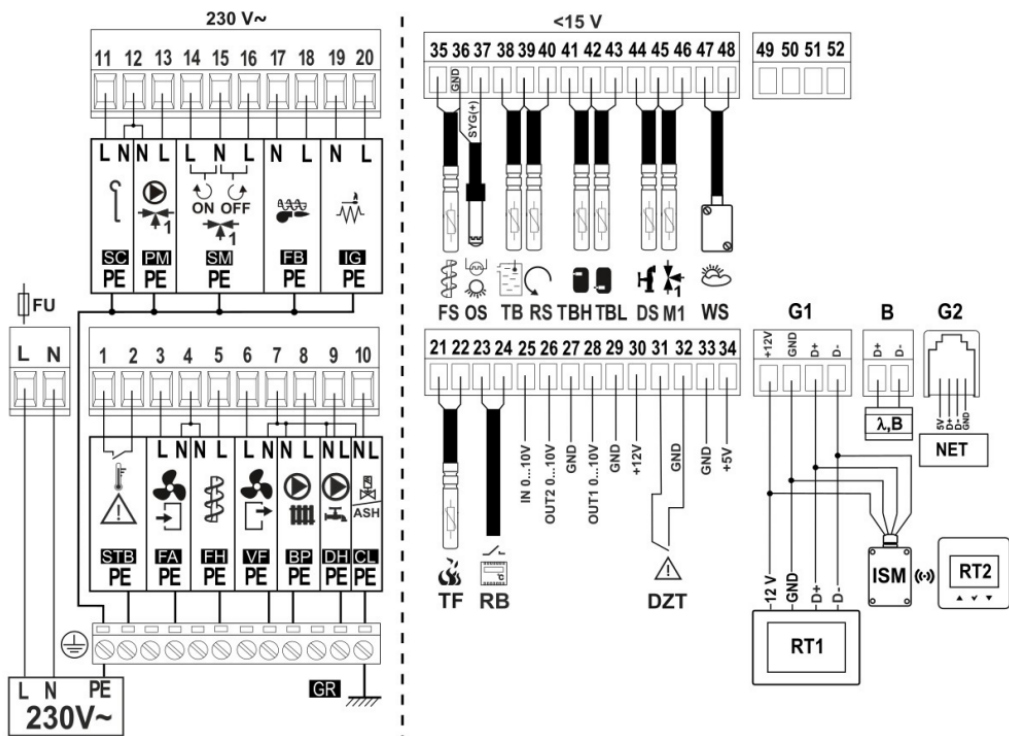 230 V~
<15 V
11 12 13 14 15 16 17 18 19 20
35 36 37 38 39 40 41 42 43 44 45 46 47 48
49 50 51 52
GND
SYG(+)
L N N L L N L N L N L
ON OFF
1
1
SC PM SM FB IG
PE PE PE PE PE
1
FS OS TB RS TBH TBL DS M1 WS
FU
L N
1 2 3 4 5 6 7 8 9 10
21 22 23 24 25 26 27 28 29 30 31 32 33 34
G1 B G2
+12V GND D+ D-
D+ D-
5V D+ D- GND
λ,B
NET
L N N L L N N L N L N L
ASH
STB FA FH VF BP DH CL
PE PE PE PE PE PE PE
IN 0...10V
OUT2 0...10V
GND
OUT1 0...10V
GND
+12V
GND
GND
+5V
TF RB DZT
12 V GND D+ D-
ISM
RT2
RT1
GR
L N PE
230V~